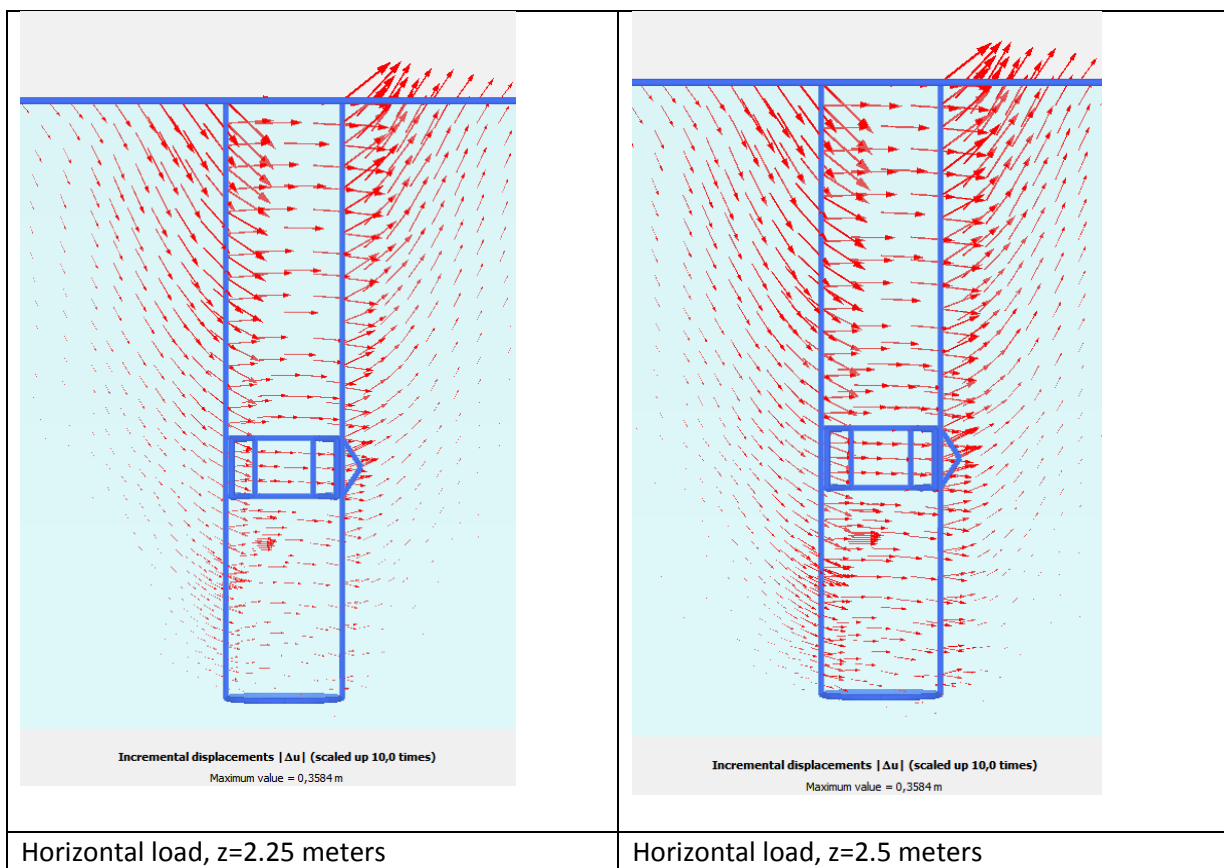 Incremental displacements |Δu| (scaled up 10,0 times)
Maximum value = 0,3584 m
Incremental displacements |Δu| (scaled up 10,0 times)
Maximum value = 0,3584 m
Horizontal load, z=2.25 meters
Horizontal load, z=2.5 meters